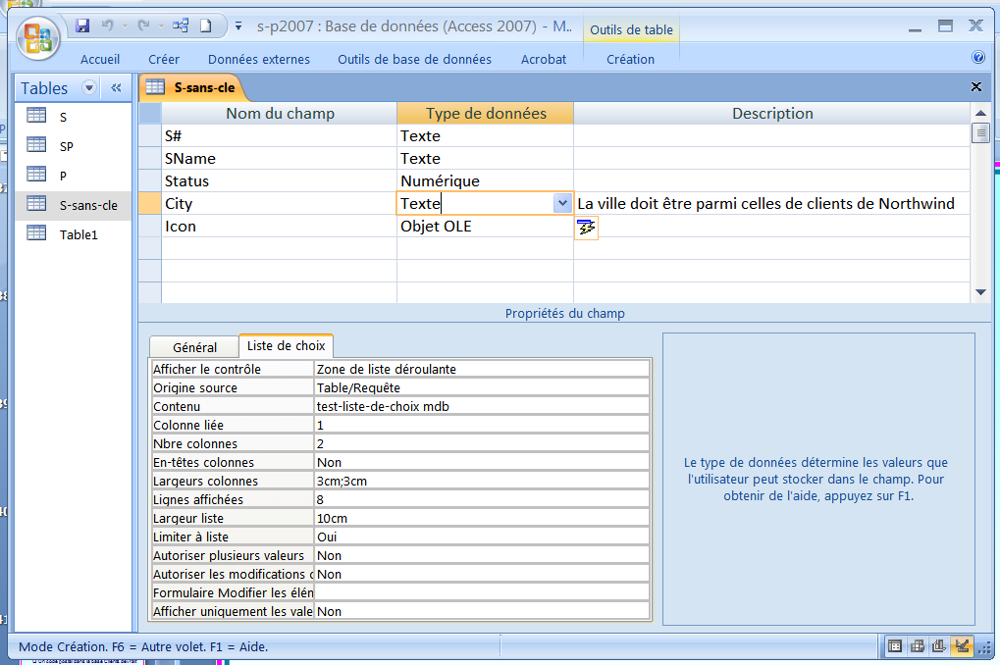 s-p2007 : Base de données (Access 2007) - M..
Outils de table
Accueil Créer Données externes Outils de base de données Acrobat Création
Tables «
S
SP
P
S-sans-cle
Table1
S-sans-cle
Nom du champ Type de données Description
S# Texte
SName Texte
Status Numérique
City Texte La ville doit être parmi celles de clients de Northwind
Icon Objet OLE
Propriétés du champ
Général Liste de choix
Afficher le contrôle Zone de liste déroulante
Origine source Table/Requête
Contenu test-liste-de-choix mdb
Colonne liée 1
Nbre colonnes 2
En-têtes colonnes Non
Largeurs colonnes 3cm;3cm
Lignes affichées 8
Largeur liste 10cm
Limiter à liste Oui
Autoriser plusieurs valeurs Non
Autoriser les modifications d Non
Formulaire Modifier les élén
Afficher uniquement les vale Non
Le type de données détermine les valeurs que
l'utilisateur peut stocker dans le champ. Pour
obtenir de l'aide, appuyez sur F1.
Mode Création. F6 = Autre volet. F1 = Aide.